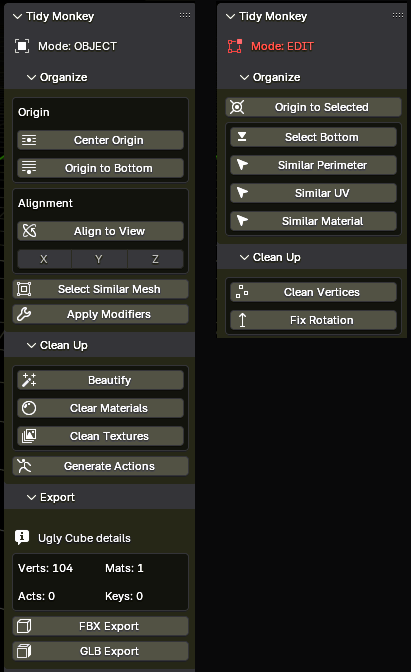 Tidy Monkey
Mode: OBJECT
Organize
Origin
Center Origin
Origin to Bottom
Alignment
Align to View
X Y Z
Select Similar Mesh
Apply Modifiers
Clean Up
Beautify
Clear Materials
Clean Textures
Generate Actions
Export
Ugly Cube details
Verts: 104 Mats: 1
Acts: 0 Keys: 0
FBX Export
GLB Export
Tidy Monkey
Mode: EDIT
Organize
Origin to Selected
Select Bottom
Similar Perimeter
Similar UV
Similar Material
Clean Up
Clean Vertices
Fix Rotation